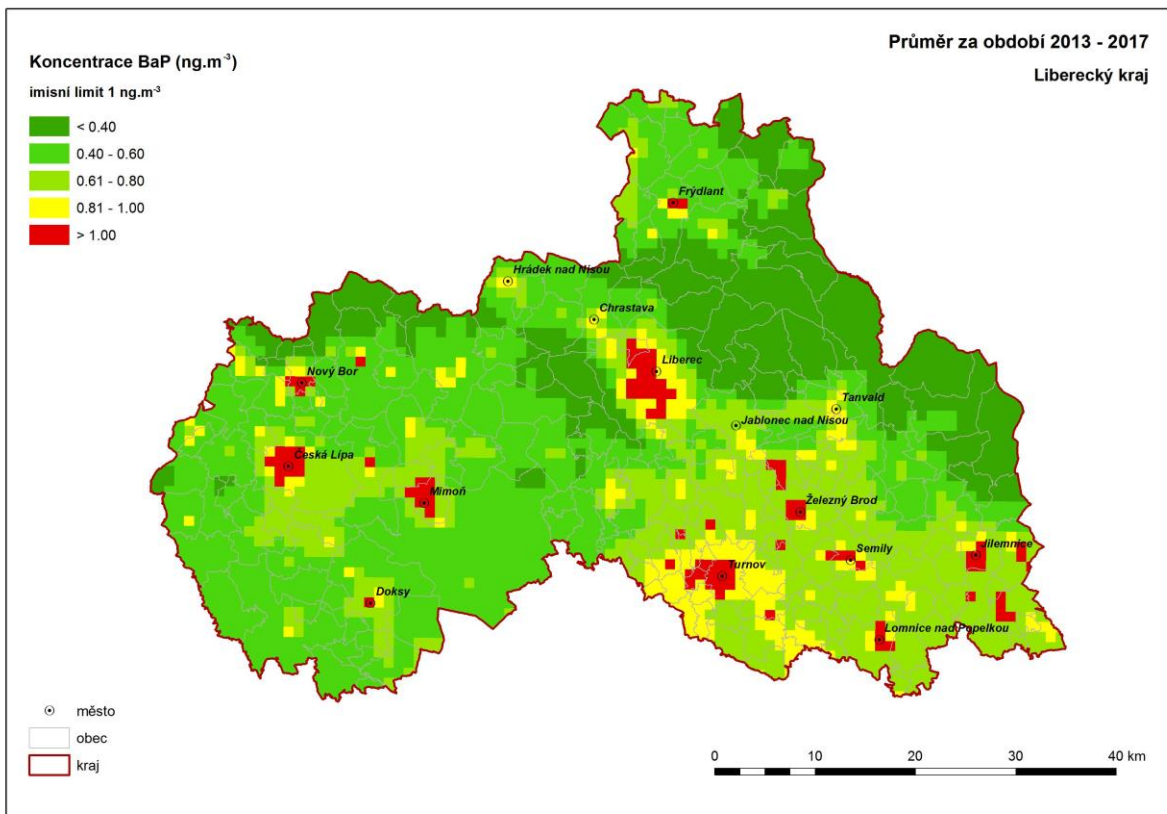 Průměr za období 2013 - 2017
Liberecký kraj
Koncentrace BaP (ng.m⁻³)
imisní limit 1 ng.m⁻³
< 0.40
0.40 - 0.60
0.61 - 0.80
0.81 - 1.00
> 1.00
Frýdlant
Hrádek nad Nisou
Chrastava
Liberec
Nový Bor
Tanvald
Jablonec nad Nisou
Česká Lípa
Mimoň
Železný Brod
Jilemnice
Semily
Turnov
Doksy
Lomnice nad Popelkou
město
obec
kraj
0 10 20 30 40 km